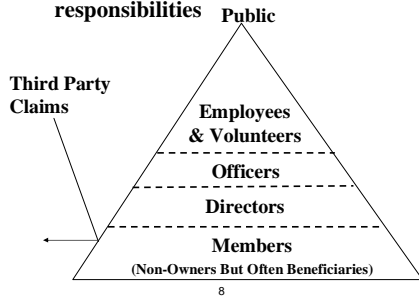 responsibilities
Public
Third Party
Claims
Employees
& Volunteers
Officers
Directors
Members
(Non-Owners But Often Beneficiaries)
8